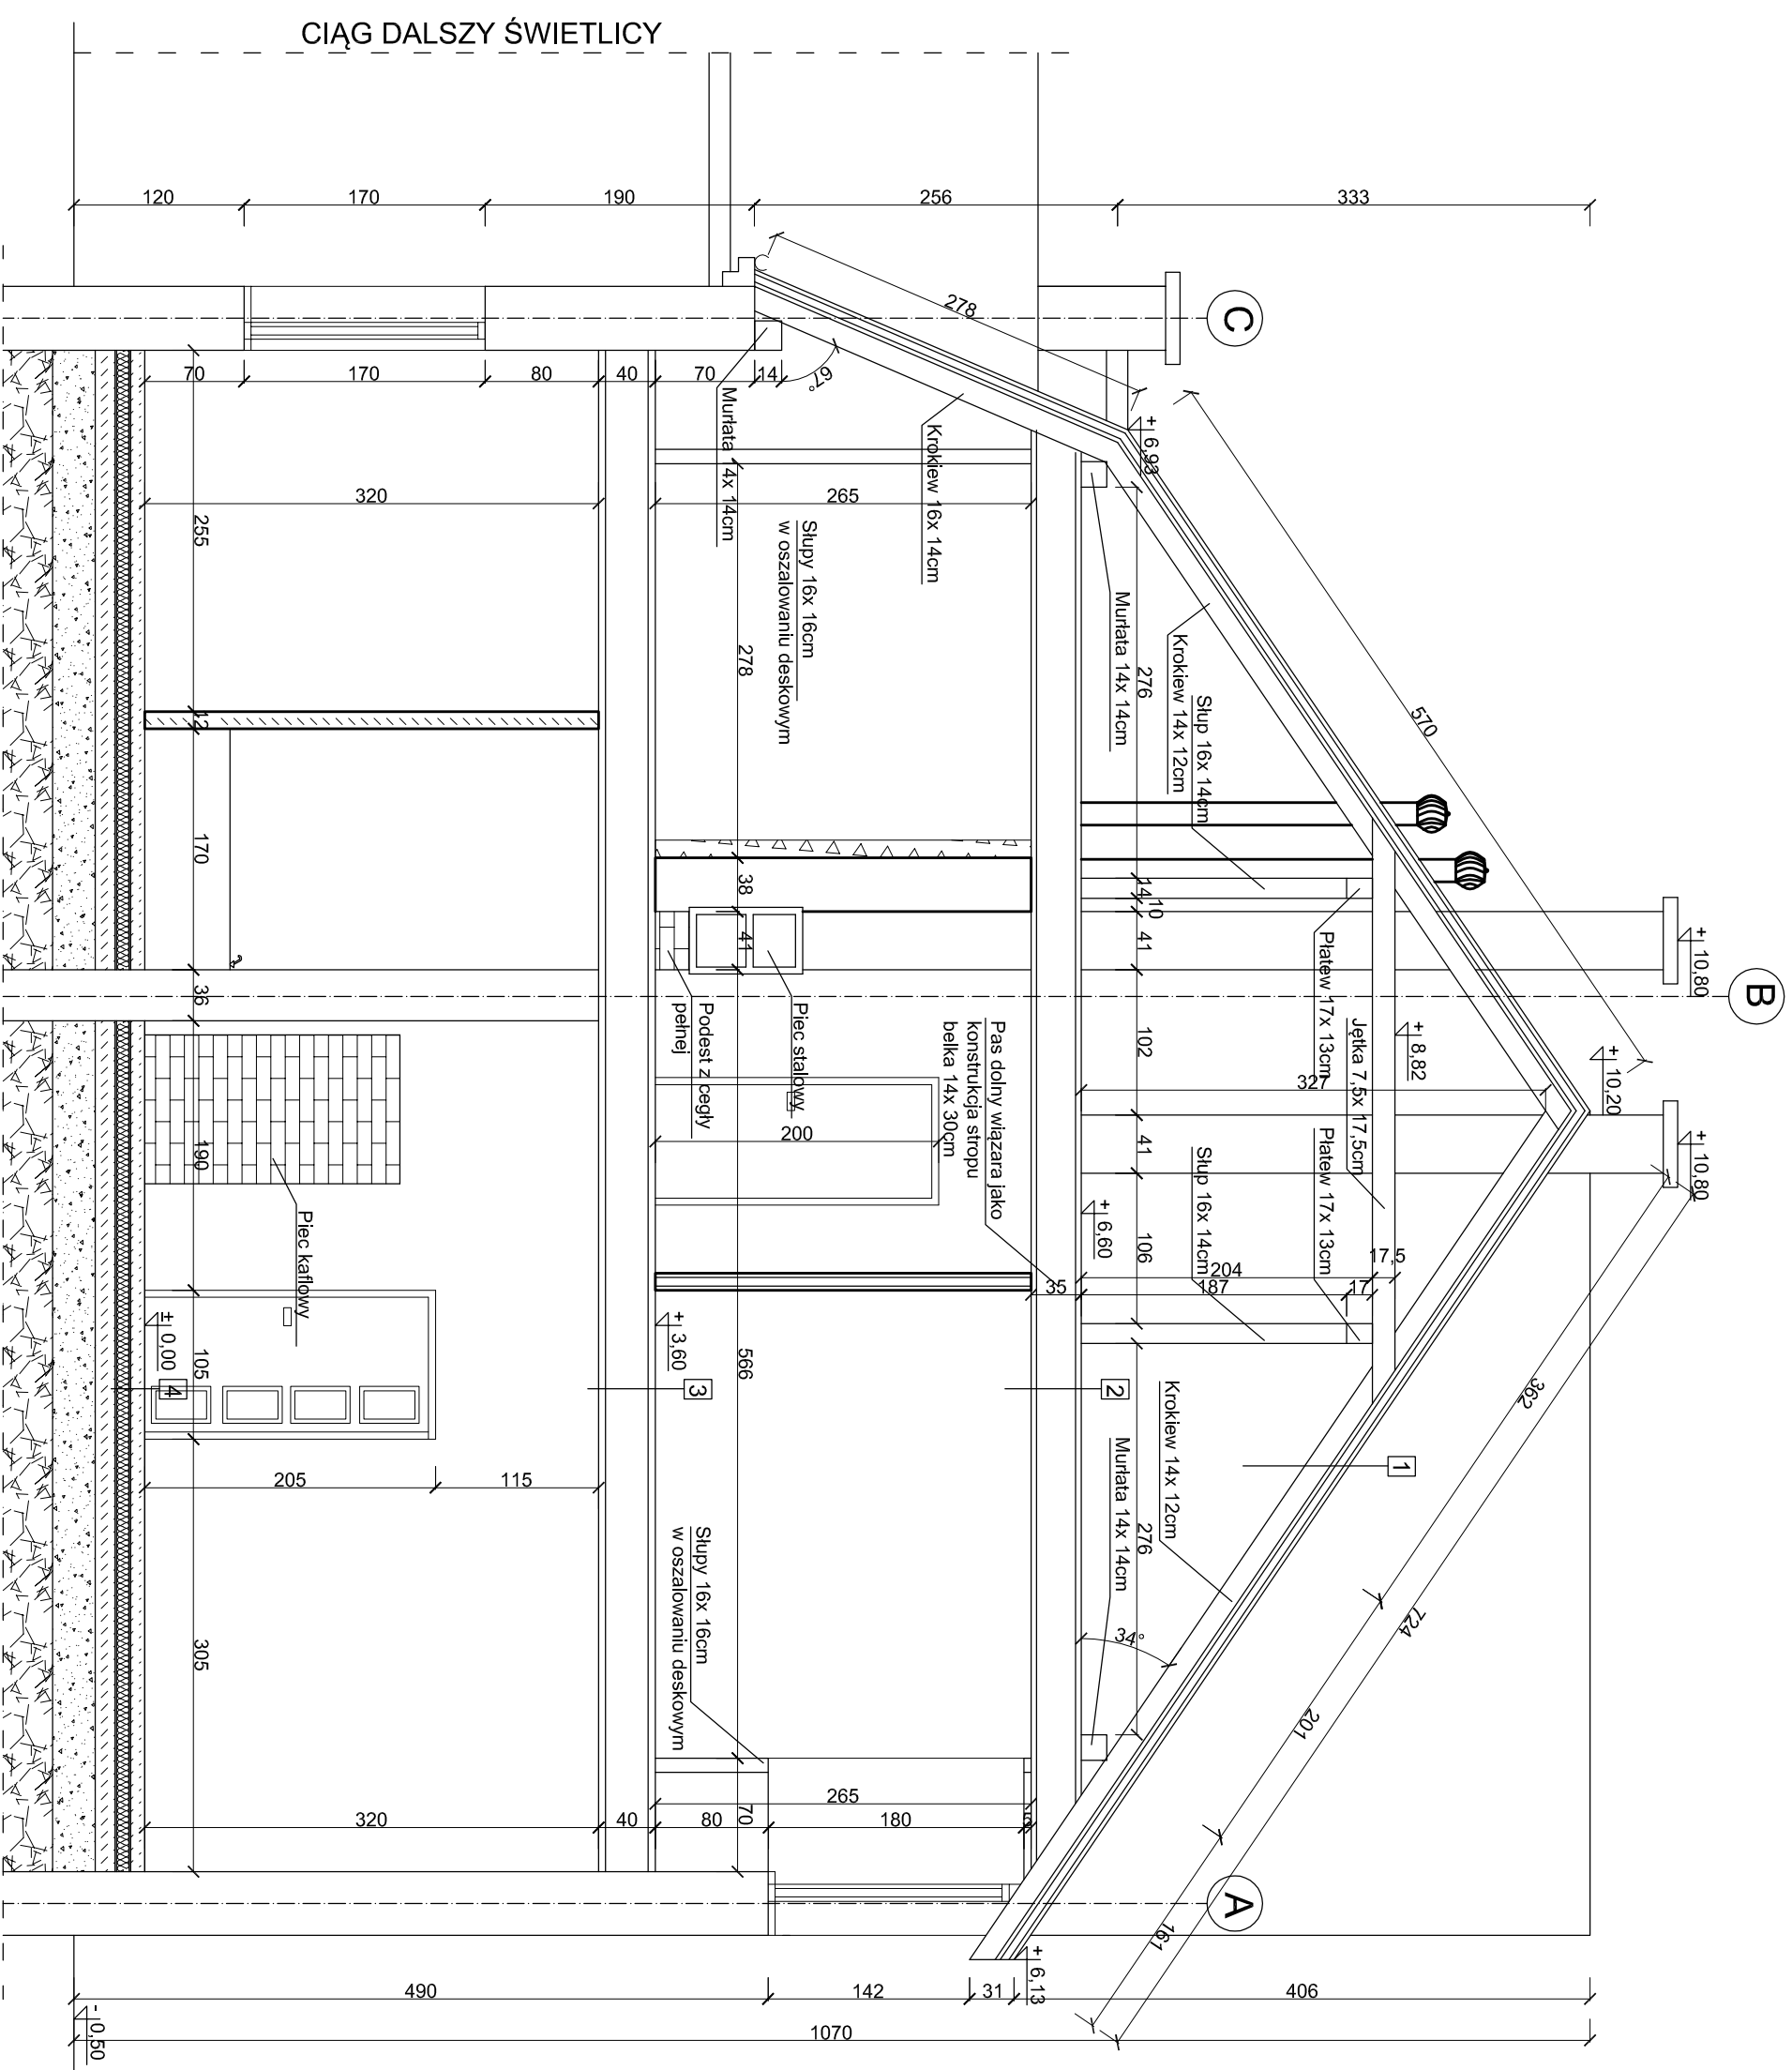 CIĄG DALSZY ŚWIETLICY
120
170
190
256
333
C
278
67°
70
170
80
40
70
14
Murłata 14x 14cm
Krokiew 16x 14cm
+ 6,93
570
320
265
255
Słupy 16x 16cm
w oszalowaniu deskowym
278
Murłata 14x 14cm
276
Krokiew 14x 12cm
Słup 16x 14cm
12
170
38
41
14
10
41
Płatew 17x 13cm
+ 10,80
B
36
Piec stalowy
Podest z cegły
pełnej
Pas dolny wiązara jako
konstrukcja stropu
belka 14x 30cm
102
Jętka 7,5x 17,5cm
+ 8,82
327
+ 10,20
+ 10,80
200
190
Piec kaflowy
41
Słup 16x 14cm
Płatew 17x 13cm
+ 6,60
106
17,5
204
187
17
35
± 0,00
105
+ 3,60
566
4
3
2
1
362
724
Krokiew 14x 12cm
Murłata 14x 14cm
276
205
115
Słupy 16x 16cm
w oszalowaniu deskowym
34°
305
201
265
320
40
80
70
180
5
A
161
+ 6,13
490
142
31
406
1070
- 0,50